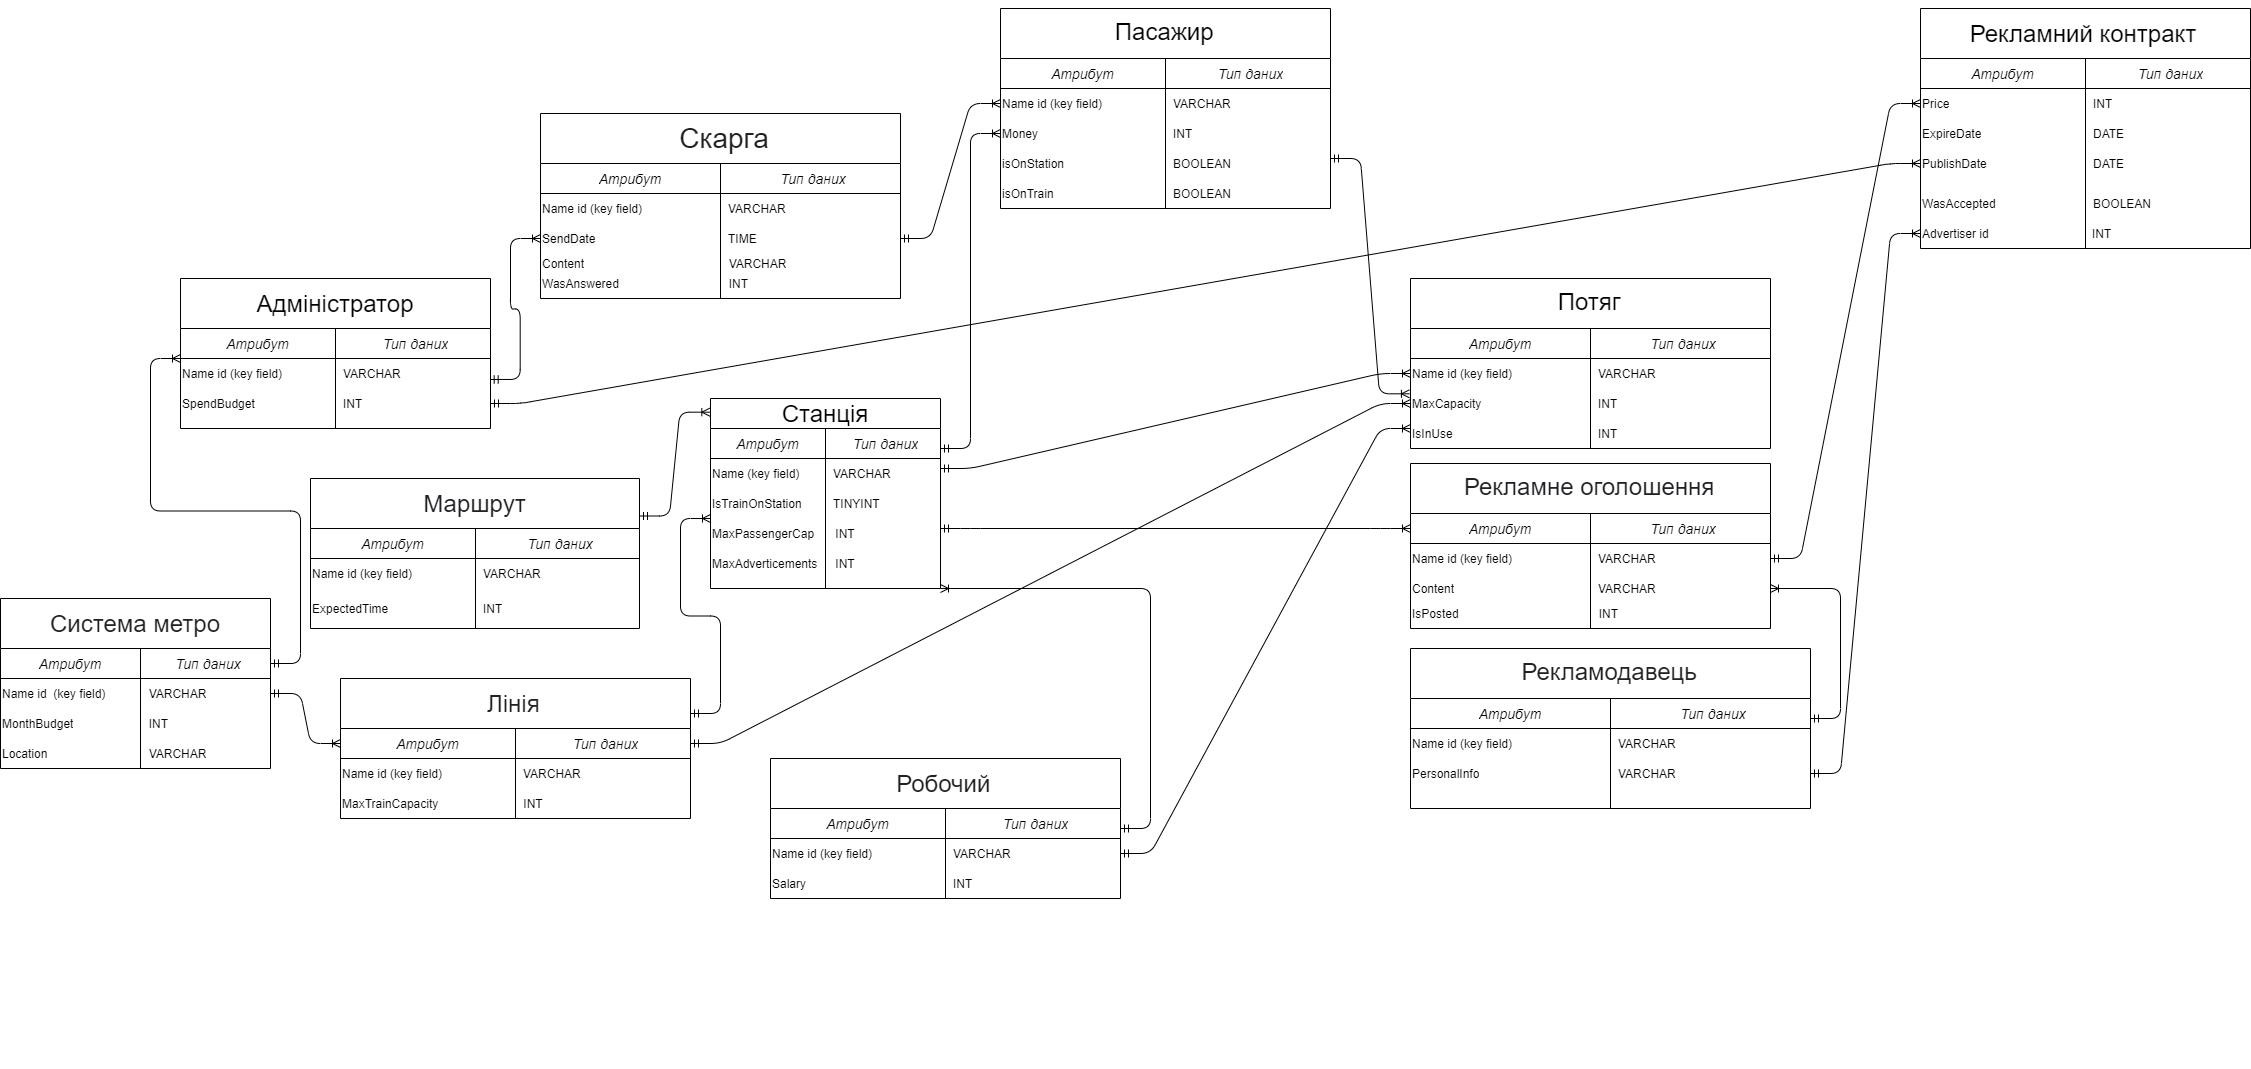 Пасажир
Атрибут Тип даних
Name id (key field) VARCHAR
Money INT
isOnStation BOOLEAN
isOnTrain BOOLEAN
Рекламний контракт
Атрибут Тип даних
Price INT
ExpireDate DATE
PublishDate DATE
WasAccepted BOOLEAN
Advertiser id INT
Скарга
Атрибут Тип даних
Name id (key field) VARCHAR
SendDate TIME
Content VARCHAR
WasAnswered INT
Адміністратор
Атрибут Тип даних
Name id (key field) VARCHAR
SpendBudget INT
Потяг
Атрибут Тип даних
Name id (key field) VARCHAR
MaxCapacity INT
IsInUse INT
Станція
Атрибут Тип даних
Name (key field) VARCHAR
IsTrainOnStation TINYINT
MaxPassengerCap INT
MaxAdverticements INT
Маршрут
Атрибут Тип даних
Name id (key field) VARCHAR
ExpectedTime INT
Рекламне оголошення
Атрибут Тип даних
Name id (key field) VARCHAR
Content VARCHAR
IsPosted INT
Система метро
Атрибут Тип даних
Name id (key field) VARCHAR
MonthBudget INT
Location VARCHAR
Лінія
Атрибут Тип даних
Name id (key field) VARCHAR
MaxTrainCapacity INT
Рекламодавець
Атрибут Тип даних
Name id (key field) VARCHAR
PersonalInfo VARCHAR
Робочий
Атрибут Тип даних
Name id (key field) VARCHAR
Salary INT